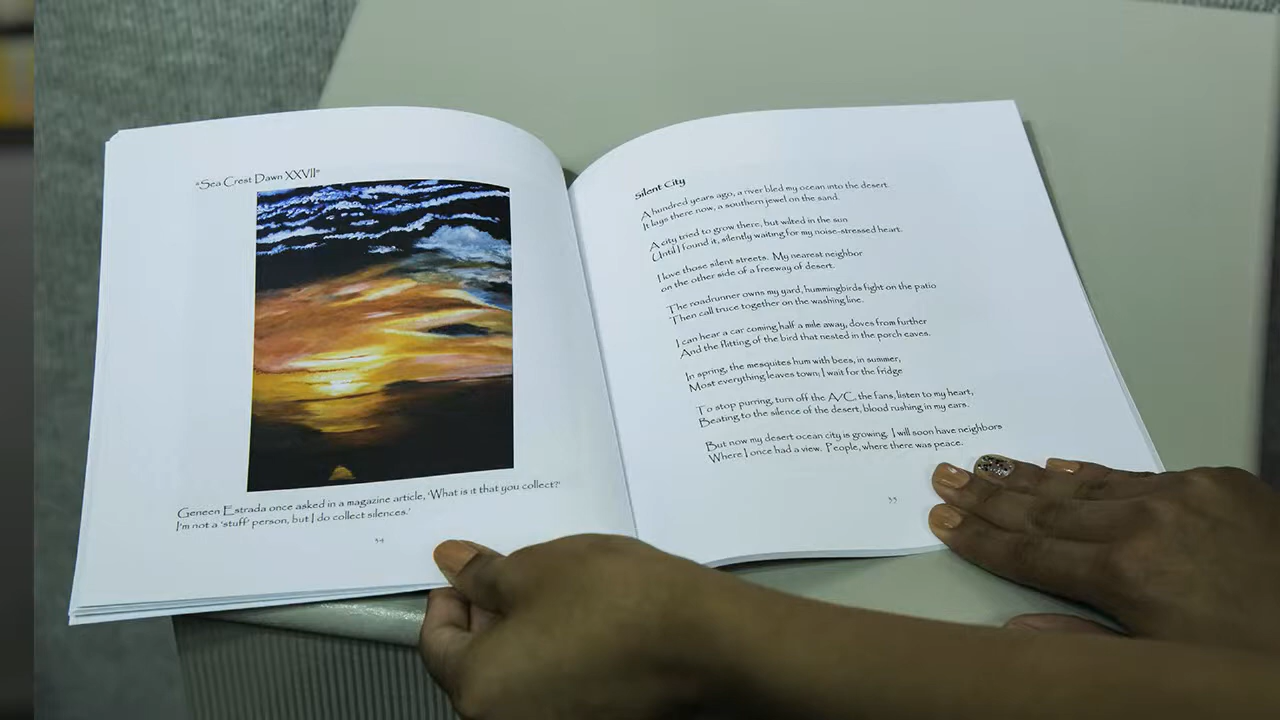 "Sea Crest Dawn XXVII"
Geneen Estrada once asked in a magazine article, 'What is it that you collect?'
I'm not a 'stuff' person, but I do collect silences.'
34
Silent City
A hundred years ago, a river bled my ocean into the desert.
It lays there now, a southern jewel on the sand.
A city tried to grow there, but wilted in the sun
Until I found it, silently waiting for my noise-stressed heart.
I love those silent streets. My nearest neighbor
on the other side of a freeway of desert.
The roadrunner owns my yard, hummingbirds fight on the patio
Then call truce together on the washing line.
I can hear a car coming half a mile away, doves from further
And the flitting of the bird that nested in the porch eaves.
In spring, the mesquites hum with bees, in summer,
Most everything leaves town; I wait for the fridge
To stop purring, turn off the A/C, the fans, listen to my heart,
Beating to the silence of the desert, blood rushing in my ears.
But now my desert ocean city is growing. I will soon have neighbors
Where I once had a view. People, where there was peace.
35